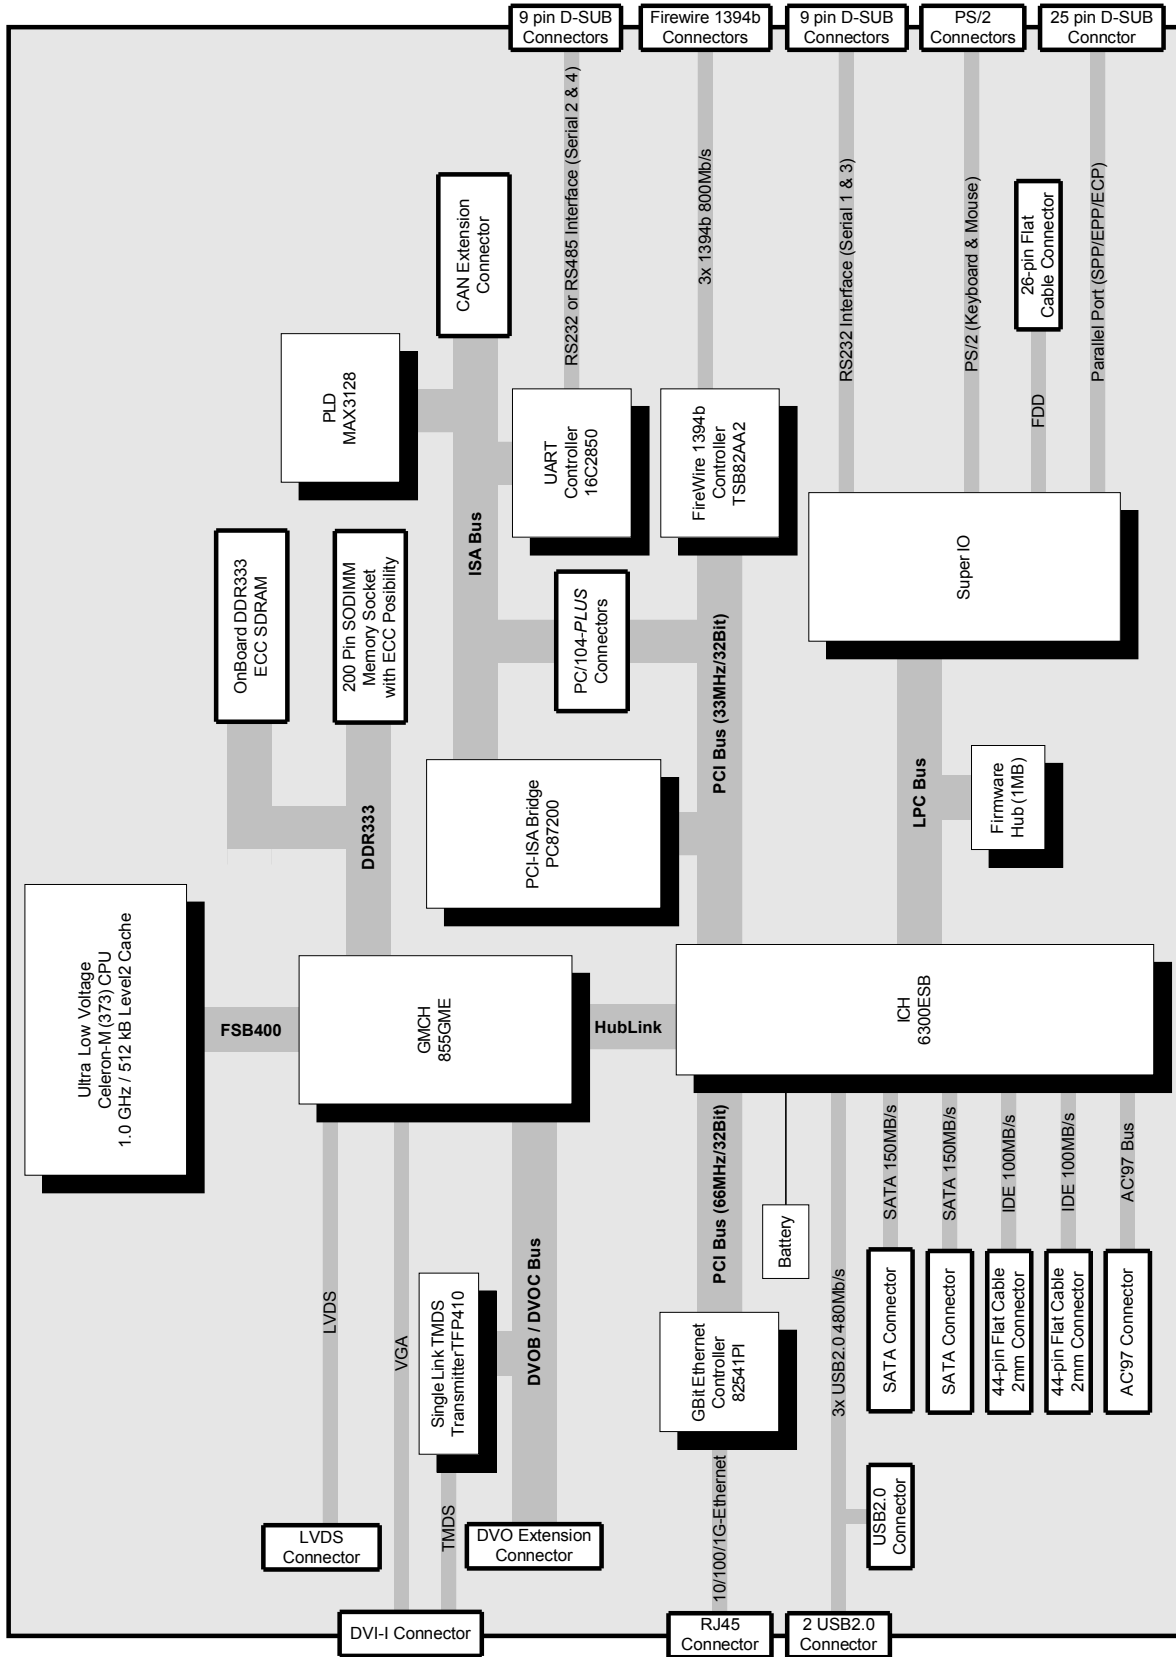 9 pin D-SUB
Connectors
Firewire 1394b
Connectors
9 pin D-SUB
Connectors
PS/2
Connectors
25 pin D-SUB
Conntctor
RS232 or RS485 Interface (Serial 2 & 4)
3x 1394b 800Mb/s
RS232 Interface (Serial 1 & 3)
PS/2 (Keyboard & Mouse)
Parallel Port (SPP/EPP/ECP)
CAN Extension
Connector
26-pin Flat
Cable Connector
FDD
PLD
MAX3128
UART
Controller
16C2850
FireWire 1394b
Controller
TSB82AA2
Super IO
OnBoard DDR333
ECC SDRAM
200 Pin SODIMM
Memory Socket
with ECC Posibility
ISA Bus
PC/104-PLUS
Connectors
PCI Bus (33MHz/32Bit)
DDR333
PCI-ISA Bridge
PC87200
LPC Bus
Firmware
Hub (1MB)
Ultra Low Voltage
Celeron-M (373) CPU
1.0 GHz / 512 kB Level2 Cache
FSB400
GMCH
855GME
HubLink
ICH
6300ESB
LVDS
VGA
Single Link TMDS
TransmitterTFP410
DVOB / DVOC Bus
PCI Bus (66MHz/32Bit)
Battery
3x USB2.0 480Mb/s
SATA 150MB/s
SATA 150MB/s
IDE 100MB/s
IDE 100MB/s
AC'97 Bus
GBit Ethernet
Controller
82541PI
SATA Connector
SATA Connector
44-pin Flat Cable
2mm Connector
44-pin Flat Cable
2mm Connector
AC'97 Connector
LVDS
Connector
TMDS
DVO Extension
Connector
10/100/1G-Ethernet
USB2.0
Connector
DVI-I Connector
RJ45
Connector
2 USB2.0
Connector